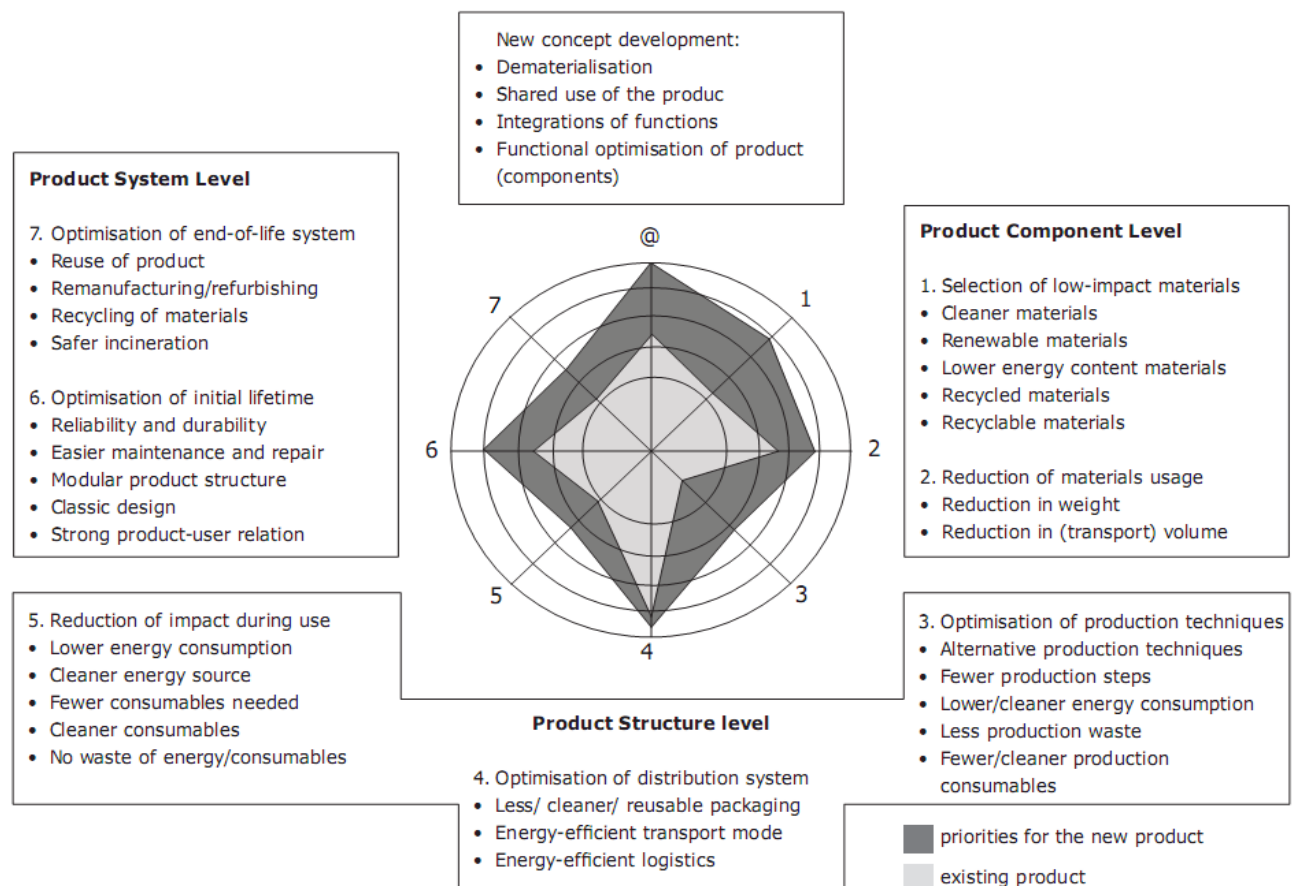 New concept development:
• Dematerialisation
• Shared use of the produc
• Integrations of functions
• Functional optimisation of product
(components)
Product System Level
7. Optimisation of end-of-life system
• Reuse of product
• Remanufacturing/refurbishing
• Recycling of materials
• Safer incineration
6. Optimisation of initial lifetime
• Reliability and durability
• Easier maintenance and repair
• Modular product structure
• Classic design
• Strong product-user relation
5. Reduction of impact during use
• Lower energy consumption
• Cleaner energy source
• Fewer consumables needed
• Cleaner consumables
• No waste of energy/consumables
@
1
2
3
4
5
6
7
Product Component Level
1. Selection of low-impact materials
• Cleaner materials
• Renewable materials
• Lower energy content materials
• Recycled materials
• Recyclable materials
2. Reduction of materials usage
• Reduction in weight
• Reduction in (transport) volume
3. Optimisation of production techniques
• Alternative production techniques
• Fewer production steps
• Lower/cleaner energy consumption
• Less production waste
• Fewer/cleaner production
consumables
Product Structure level
4. Optimisation of distribution system
• Less/ cleaner/ reusable packaging
• Energy-efficient transport mode
• Energy-efficient logistics
priorities for the new product
existing product